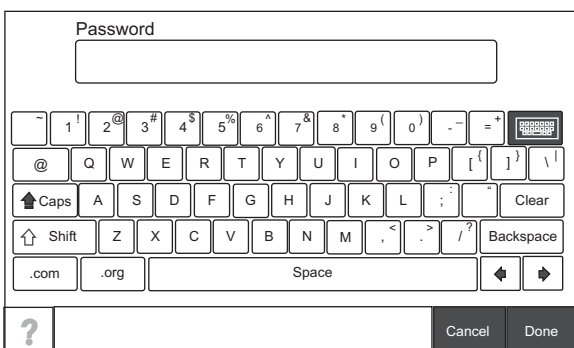 Password
~ 1 ! 2 @ 3 # 4 $ 5 % 6 ^ 7 & 8 * 9 ( 0 ) - _ = +
@ Q W E R T Y U I O P [ { ] } \ |
Caps A S D F G H J K L ; : “ Clear
Shift Z X C V B N M , < . > / ? Backspace
.com .org Space
? Cancel Done